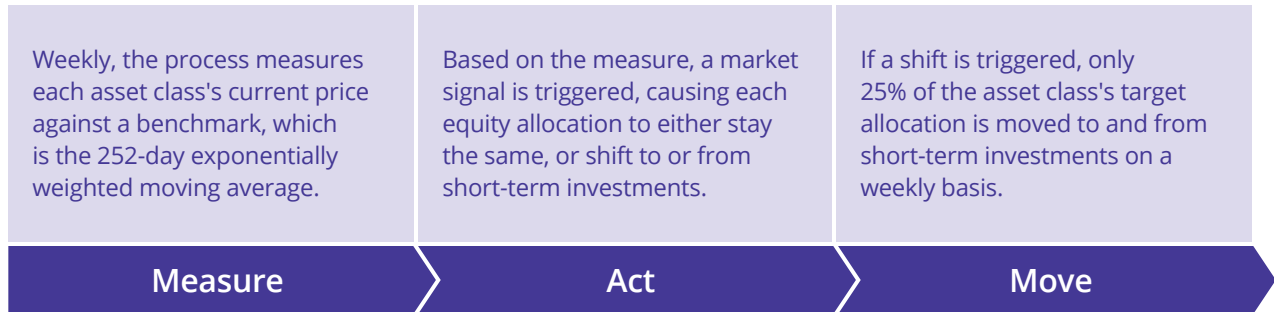 Weekly, the process measures
each asset class's current price
against a benchmark, which
is the 252-day exponentially
weighted moving average.
Based on the measure, a market
signal is triggered, causing each
equity allocation to either stay
the same, or shift to or from
short-term investments.
If a shift is triggered, only
25% of the asset class's target
allocation is moved to and from
short-term investments on a
weekly basis.
Measure
Act
Move